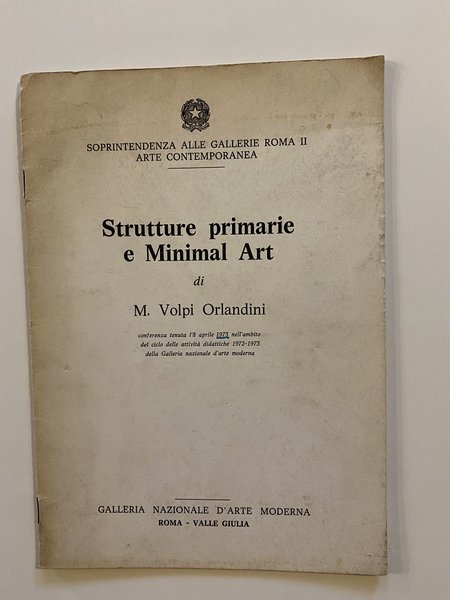 SOPRINTENDENZA ALLE GALLERIE ROMA II
ARTE CONTEMPORANEA
Strutture primarie
e Minimal Art
di
M. Volpi Orlandini
conferenza tenuta l'8 aprile 1973 nell'ambito
del ciclo delle attività didattiche 1972-1973
della Galleria nazionale d'arte moderna
GALLERIA NAZIONALE D'ARTE MODERNA
ROMA - VALLE GIULIA